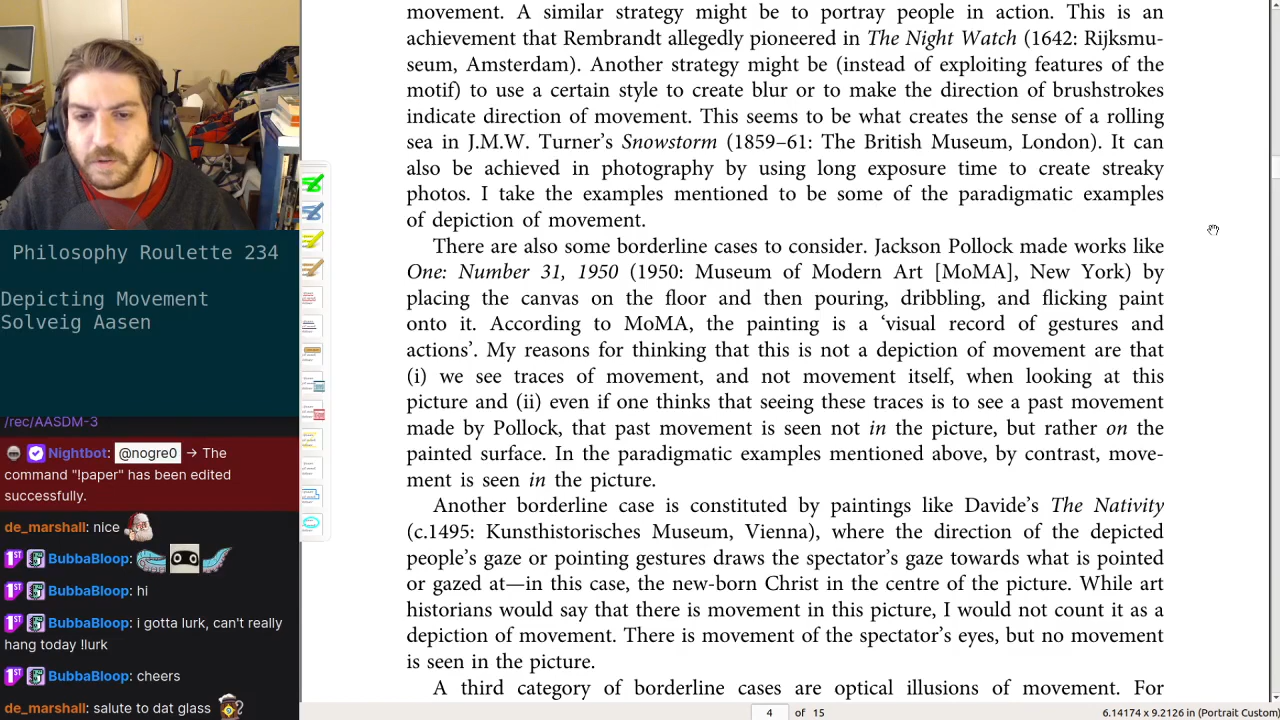 movement. A similar strategy might be to portray people in action. This is an
achievement that Rembrandt allegedly pioneered in The Night Watch (1642: Rijksmu-
seum, Amsterdam). Another strategy might be (instead of exploiting features of the
motif) to use a certain style to create blur or to make the direction of brushstrokes
indicate direction of movement. This seems to be what creates the sense of a rolling
sea in J.M.W. Turner's Snowstorm (1859–61: The British Museum, London). It can
also be achieved in photography by using long exposure time to create streaky
photos. I take the examples mentioned to be some of the paradigmatic examples
of depiction of movement.
There are also some borderline cases to consider. Jackson Pollock made works like
One: Number 31, 1950 (1950: Museum of Modern Art [MoMA], New York) by
placing a canvas on the floor and then pouring, dribbling, and flicking paint
onto it. According to MoMA, the painting is a 'visual record of gestures and
actions'. My reason for thinking that this is not a depiction of movement is that
(i) we see traces of movement, but not movement itself, when looking at this
picture and (ii) even if one thinks that seeing these traces is to see past movement
made by Pollock, that past movement is seen not in the picture, but rather on the
painted surface. In the paradigmatic examples mentioned above, by contrast, move-
ment is seen in the picture.
Another borderline case is constituted by paintings like David's The Nativity
(c.1495: Kunsthistorisches Museum, Vienna), where the direction of the depicted
people's gaze or pointing gestures draws the spectator's gaze towards what is pointed
or gazed at—in this case, the new-born Christ in the centre of the picture. While art
historians would say that there is movement in this picture, I would not count it as a
depiction of movement. There is movement of the spectator's eyes, but no movement
is seen in the picture.
A third category of borderline cases are optical illusions of movement. For
4 of 15
6.14174 x 9.2126 in (Portrait Custom)
Philosophy Roulette 234
Depicting Movement
Solveig Aasen
/rec/AASDM-3
Nightbot: @nogre0 → The
command "!paper" has been edited
successfully.
de_marshall: nice
BubbaBloop:
BubbaBloop: hi
BubbaBloop: i gotta lurk, can't really
hang today !lurk
BubbaBloop: cheers
de_marshall: salute to dat glass